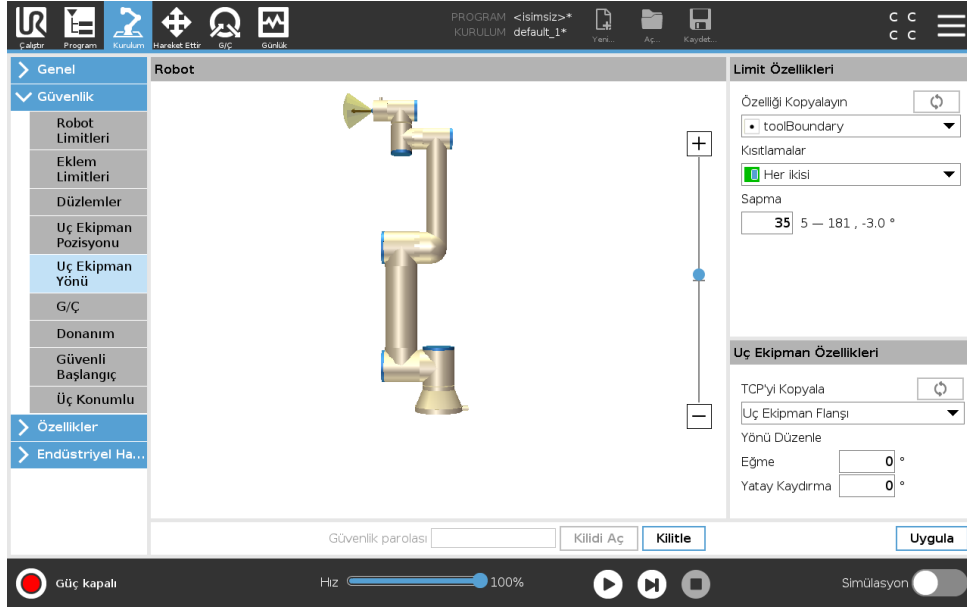 PROGRAM <isimsiz>*
KURULUM default_1*
Çalıştır
Program
Kurulum
Hareket Ettir
G/Ç
Günlük
Yeni...
Aç...
Kaydet...
C C
C C
Genel
Güvenlik
Robot
Limitleri
Eklem
Limitleri
Düzlemler
Uç Ekipman
Pozisyonu
Uç Ekipman
Yönü
G/Ç
Donanım
Güvenli
Başlangıç
Üç Konumlu
Özellikler
Endüstriyel Ha...
Robot
Limit Özellikleri
Özelliği Kopyalayın
toolBoundary
Kısıtlamalar
Her ikisi
Sapma
35 5 — 181 , -3.0 °
Uç Ekipman Özellikleri
TCP'yi Kopyala
Uç Ekipman Flanşı
Yönü Düzenle
Eğme 0 °
Yatay Kaydırma 0 °
Güvenlik parolası
Kilidi Aç
Kilitle
Uygula
Güç kapalı
Hız
100%
Simülasyon